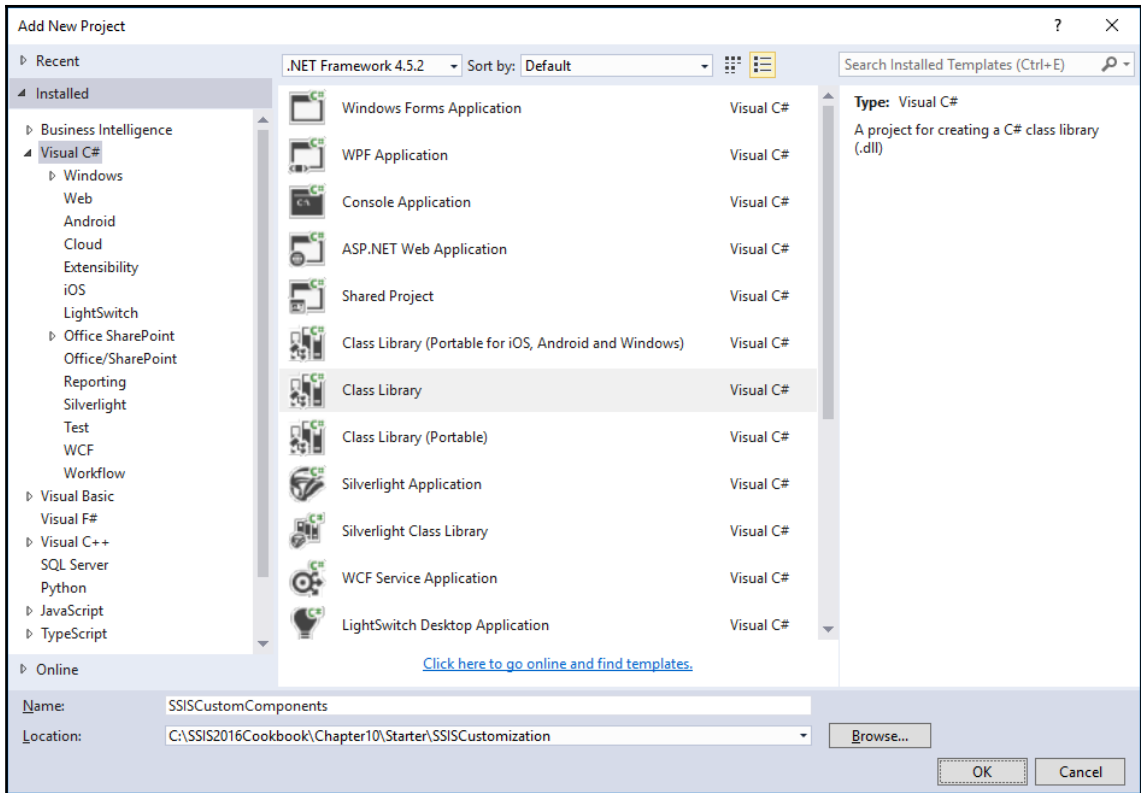 Add New Project ?
Recent
Installed
Business Intelligence
Visual C#
Windows
Web
Android
Cloud
Extensibility
iOS
LightSwitch
Office SharePoint
Office/SharePoint
Reporting
Silverlight
Test
WCF
Workflow
Visual Basic
Visual F#
Visual C++
SQL Server
Python
JavaScript
TypeScript
Online
.NET Framework 4.5.2 Sort by: Default
Windows Forms Application Visual C#
WPF Application Visual C#
Console Application Visual C#
ASP.NET Web Application Visual C#
Shared Project Visual C#
Class Library (Portable for iOS, Android and Windows) Visual C#
Class Library Visual C#
Class Library (Portable) Visual C#
Silverlight Application Visual C#
Silverlight Class Library Visual C#
WCF Service Application Visual C#
LightSwitch Desktop Application Visual C#
Click here to go online and find templates.
Search Installed Templates (Ctrl+E)
Type: Visual C#
A project for creating a C# class library
(.dll)
Name: SSISCustomComponents
Location: C:\SSIS2016Cookbook\Chapter10\Starter\SSISCustomization Browse...
OK Cancel